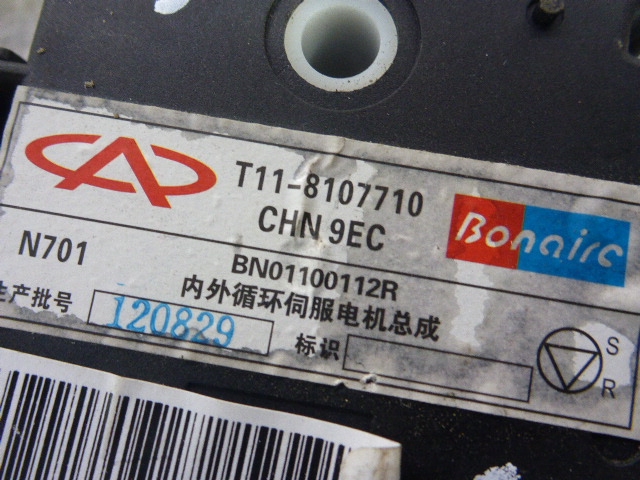 T11-8107710
CHN 9EC
Bonaire
N701
BN01100112R
内外循环伺服电机总成
生产批号 120829
标识
S
R